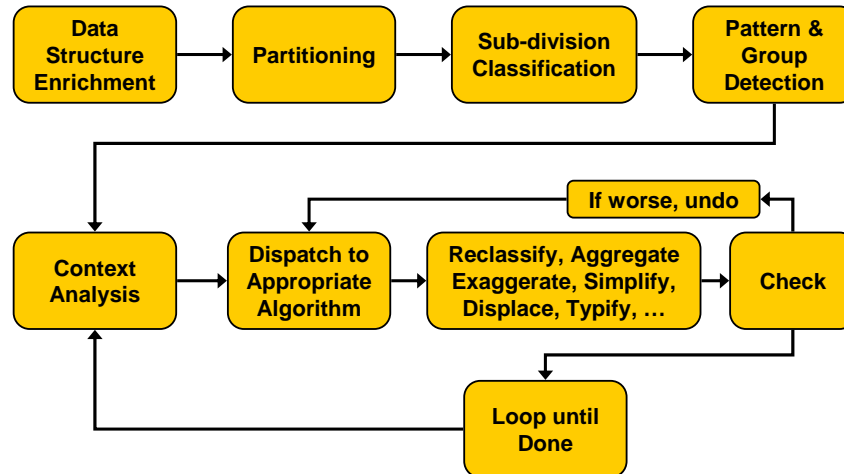 Data
Structure
Enrichment
Partitioning
Sub-division
Classification
Pattern &
Group
Detection
If worse, undo
Context
Analysis
Dispatch to
Appropriate
Algorithm
Reclassify, Aggregate
Exaggerate, Simplify,
Displace, Typify, …
Check
Loop until
Done